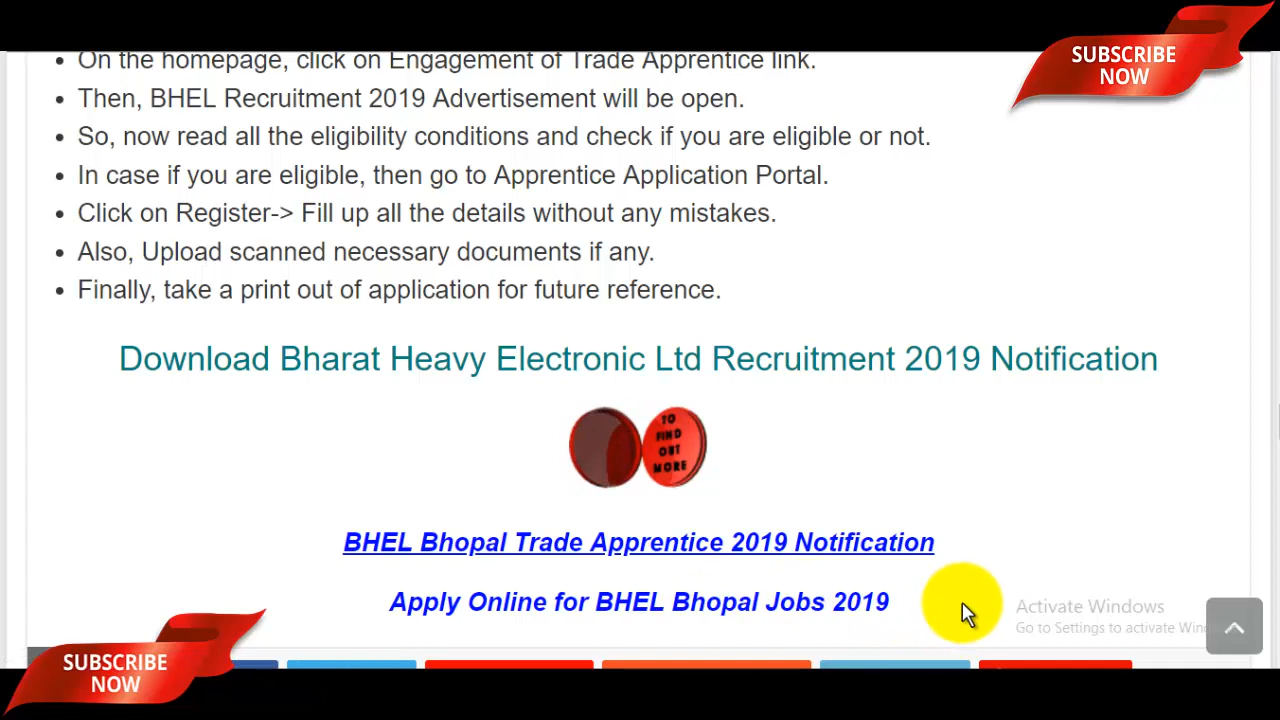 SUBSCRIBE
NOW
On the homepage, click on Engagement of Trade Apprentice link.
Then, BHEL Recruitment 2019 Advertisement will be open.
So, now read all the eligibility conditions and check if you are eligible or not.
In case if you are eligible, then go to Apprentice Application Portal.
Click on Register-> Fill up all the details without any mistakes.
Also, Upload scanned necessary documents if any.
Finally, take a print out of application for future reference.
Download Bharat Heavy Electronic Ltd Recruitment 2019 Notification
TO
FIND
OUT
MORE
BHEL Bhopal Trade Apprentice 2019 Notification
Apply Online for BHEL Bhopal Jobs 2019
Activate Windows
Go to Settings to activate
SUBSCRIBE
NOW